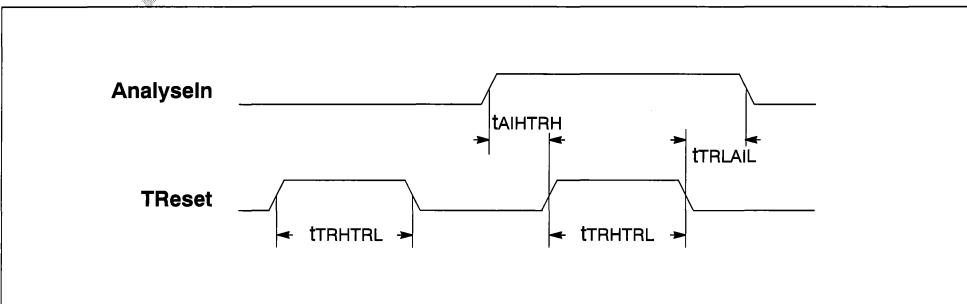 AnalyseIn
tAIHTRH
tTRLAIL
TReset
tTRHTRL
tTRHTRL